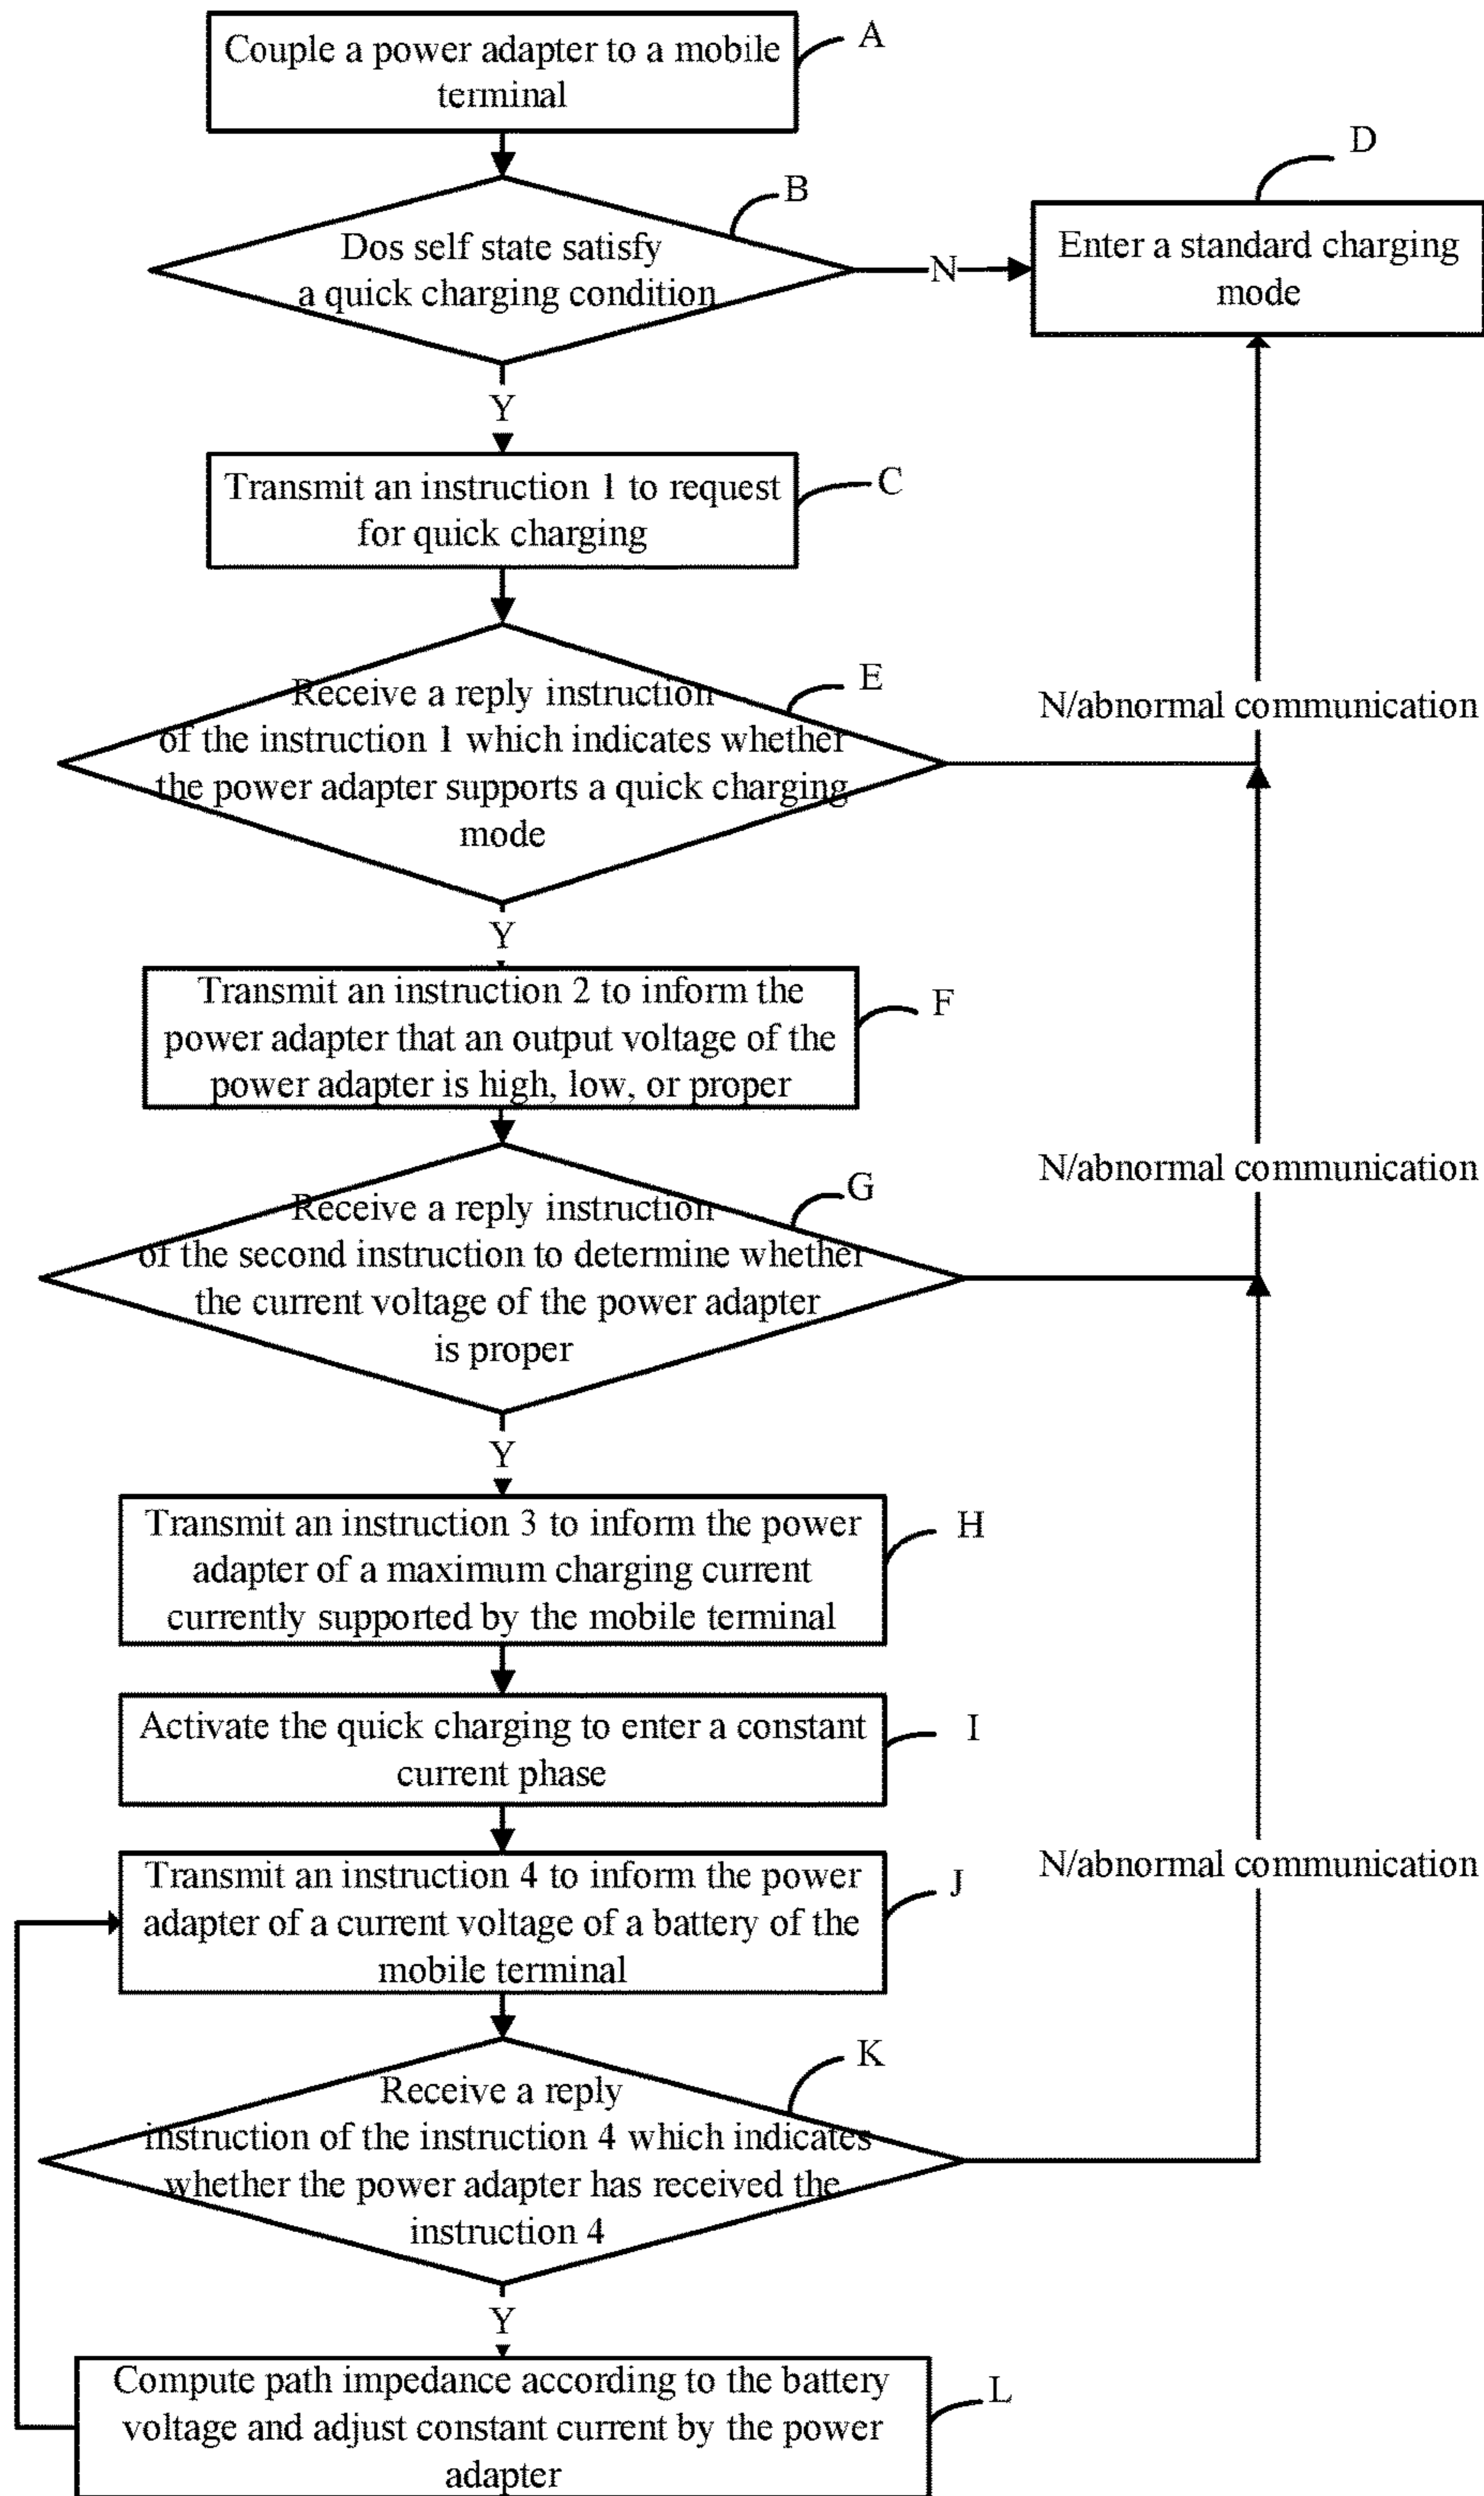 Couple a power adapter to a mobile
terminal
A
Dos self state satisfy
a quick charging condition
B
N
D
Enter a standard charging
mode
Y
Transmit an instruction 1 to request
for quick charging
C
Receive a reply instruction
of the instruction 1 which indicates whether
the power adapter supports a quick charging
mode
E
N/abnormal communication
Y
Transmit an instruction 2 to inform the
power adapter that an output voltage of the
power adapter is high, low, or proper
F
Receive a reply instruction
of the second instruction to determine whether
the current voltage of the power adapter
is proper
G
N/abnormal communication
Y
Transmit an instruction 3 to inform the power
adapter of a maximum charging current
currently supported by the mobile terminal
H
Activate the quick charging to enter a constant
current phase
I
Transmit an instruction 4 to inform the power
adapter of a current voltage of a battery of the
mobile terminal
J
N/abnormal communication
Receive a reply
instruction of the instruction 4 which indicates
whether the power adapter has received the
instruction 4
K
Y
Compute path impedance according to the battery
voltage and adjust constant current by the power
adapter
L